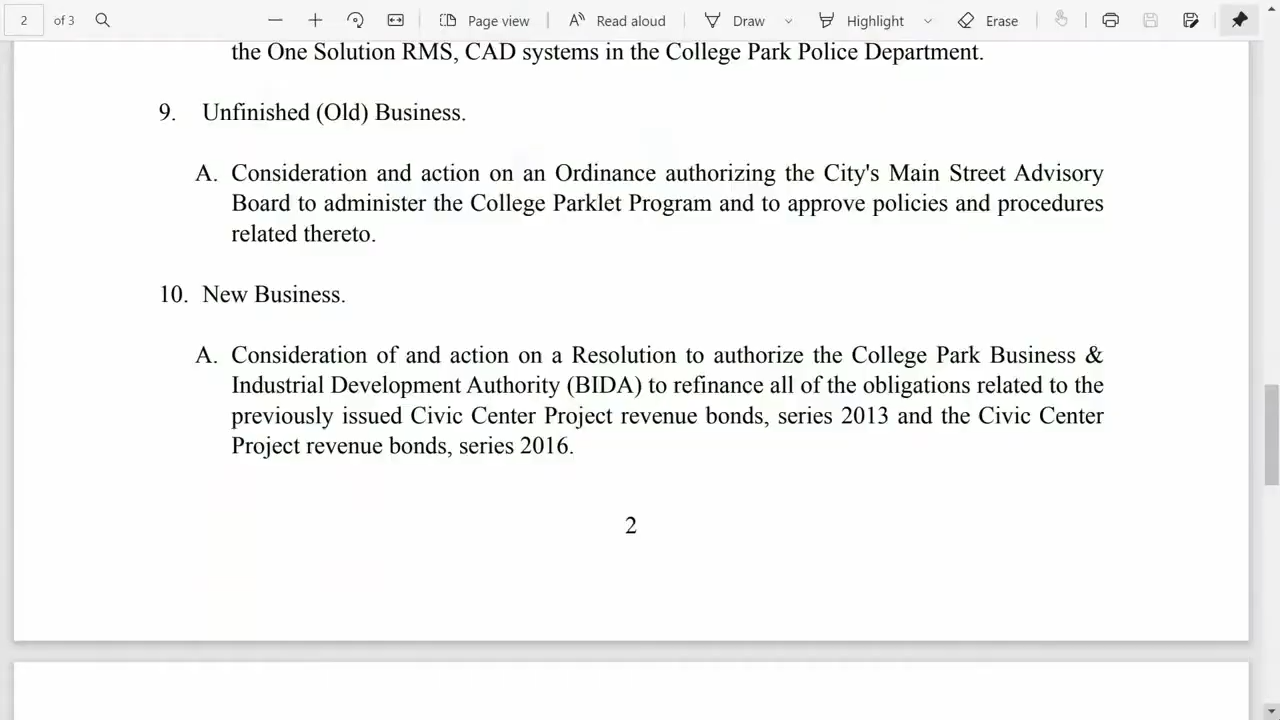 2 of 3 Page view Read aloud Draw Highlight Erase
the One Solution RMS, CAD systems in the College Park Police Department.
9. Unfinished (Old) Business.
A. Consideration and action on an Ordinance authorizing the City's Main Street Advisory
Board to administer the College Parklet Program and to approve policies and procedures
related thereto.
10. New Business.
A. Consideration of and action on a Resolution to authorize the College Park Business &
Industrial Development Authority (BIDA) to refinance all of the obligations related to the
previously issued Civic Center Project revenue bonds, series 2013 and the Civic Center
Project revenue bonds, series 2016.
2